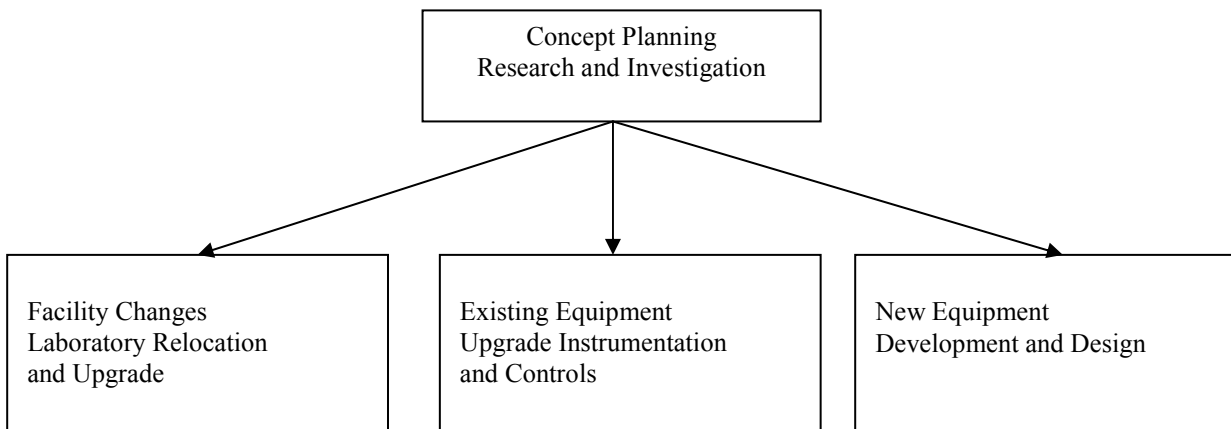 Concept Planning
Research and Investigation
Facility Changes
Laboratory Relocation
and Upgrade
Existing Equipment
Upgrade Instrumentation
and Controls
New Equipment
Development and Design